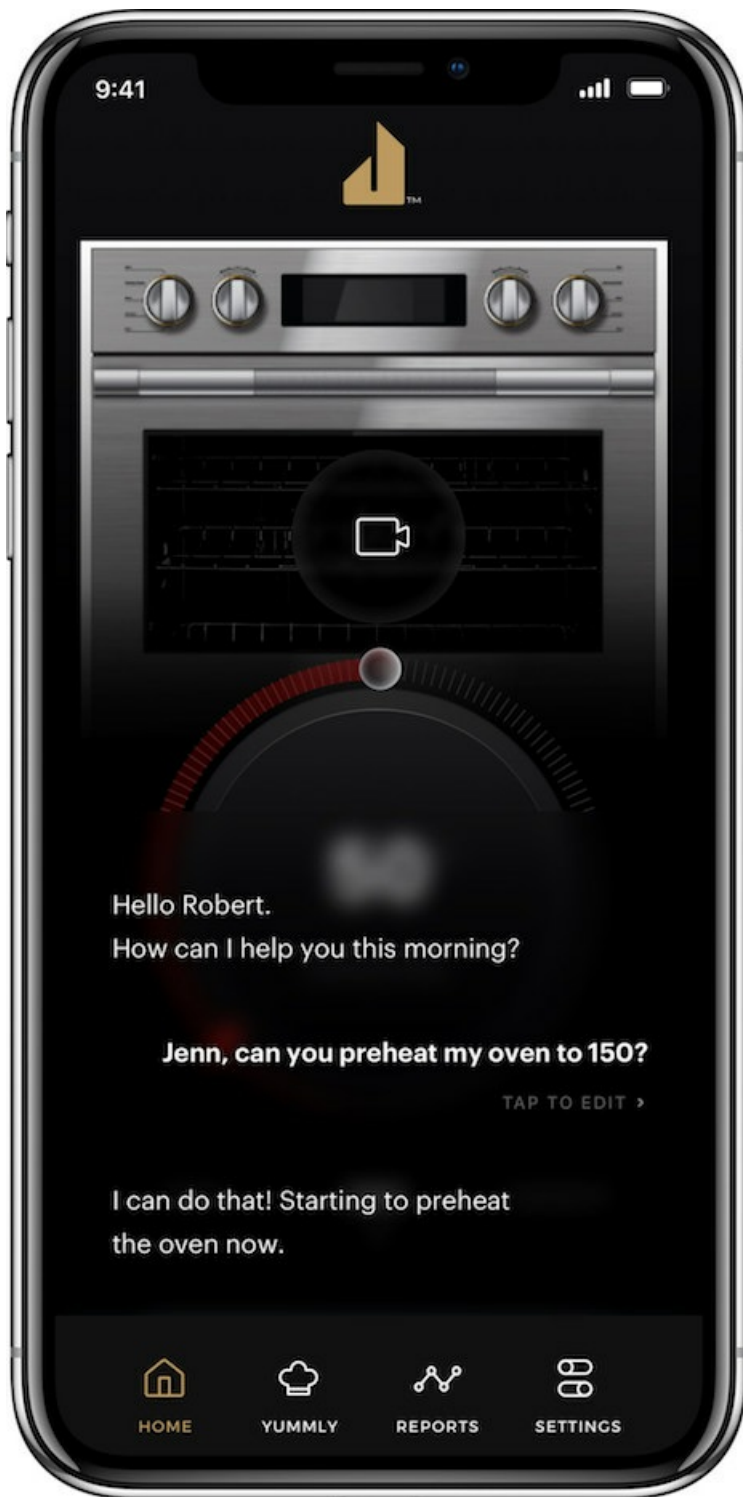 9:41
TM
Hello Robert.
How can I help you this morning?
Jenn, can you preheat my oven to 150?
TAP TO EDIT >
I can do that! Starting to preheat
the oven now.
HOME YUMMLY REPORTS SETTINGS